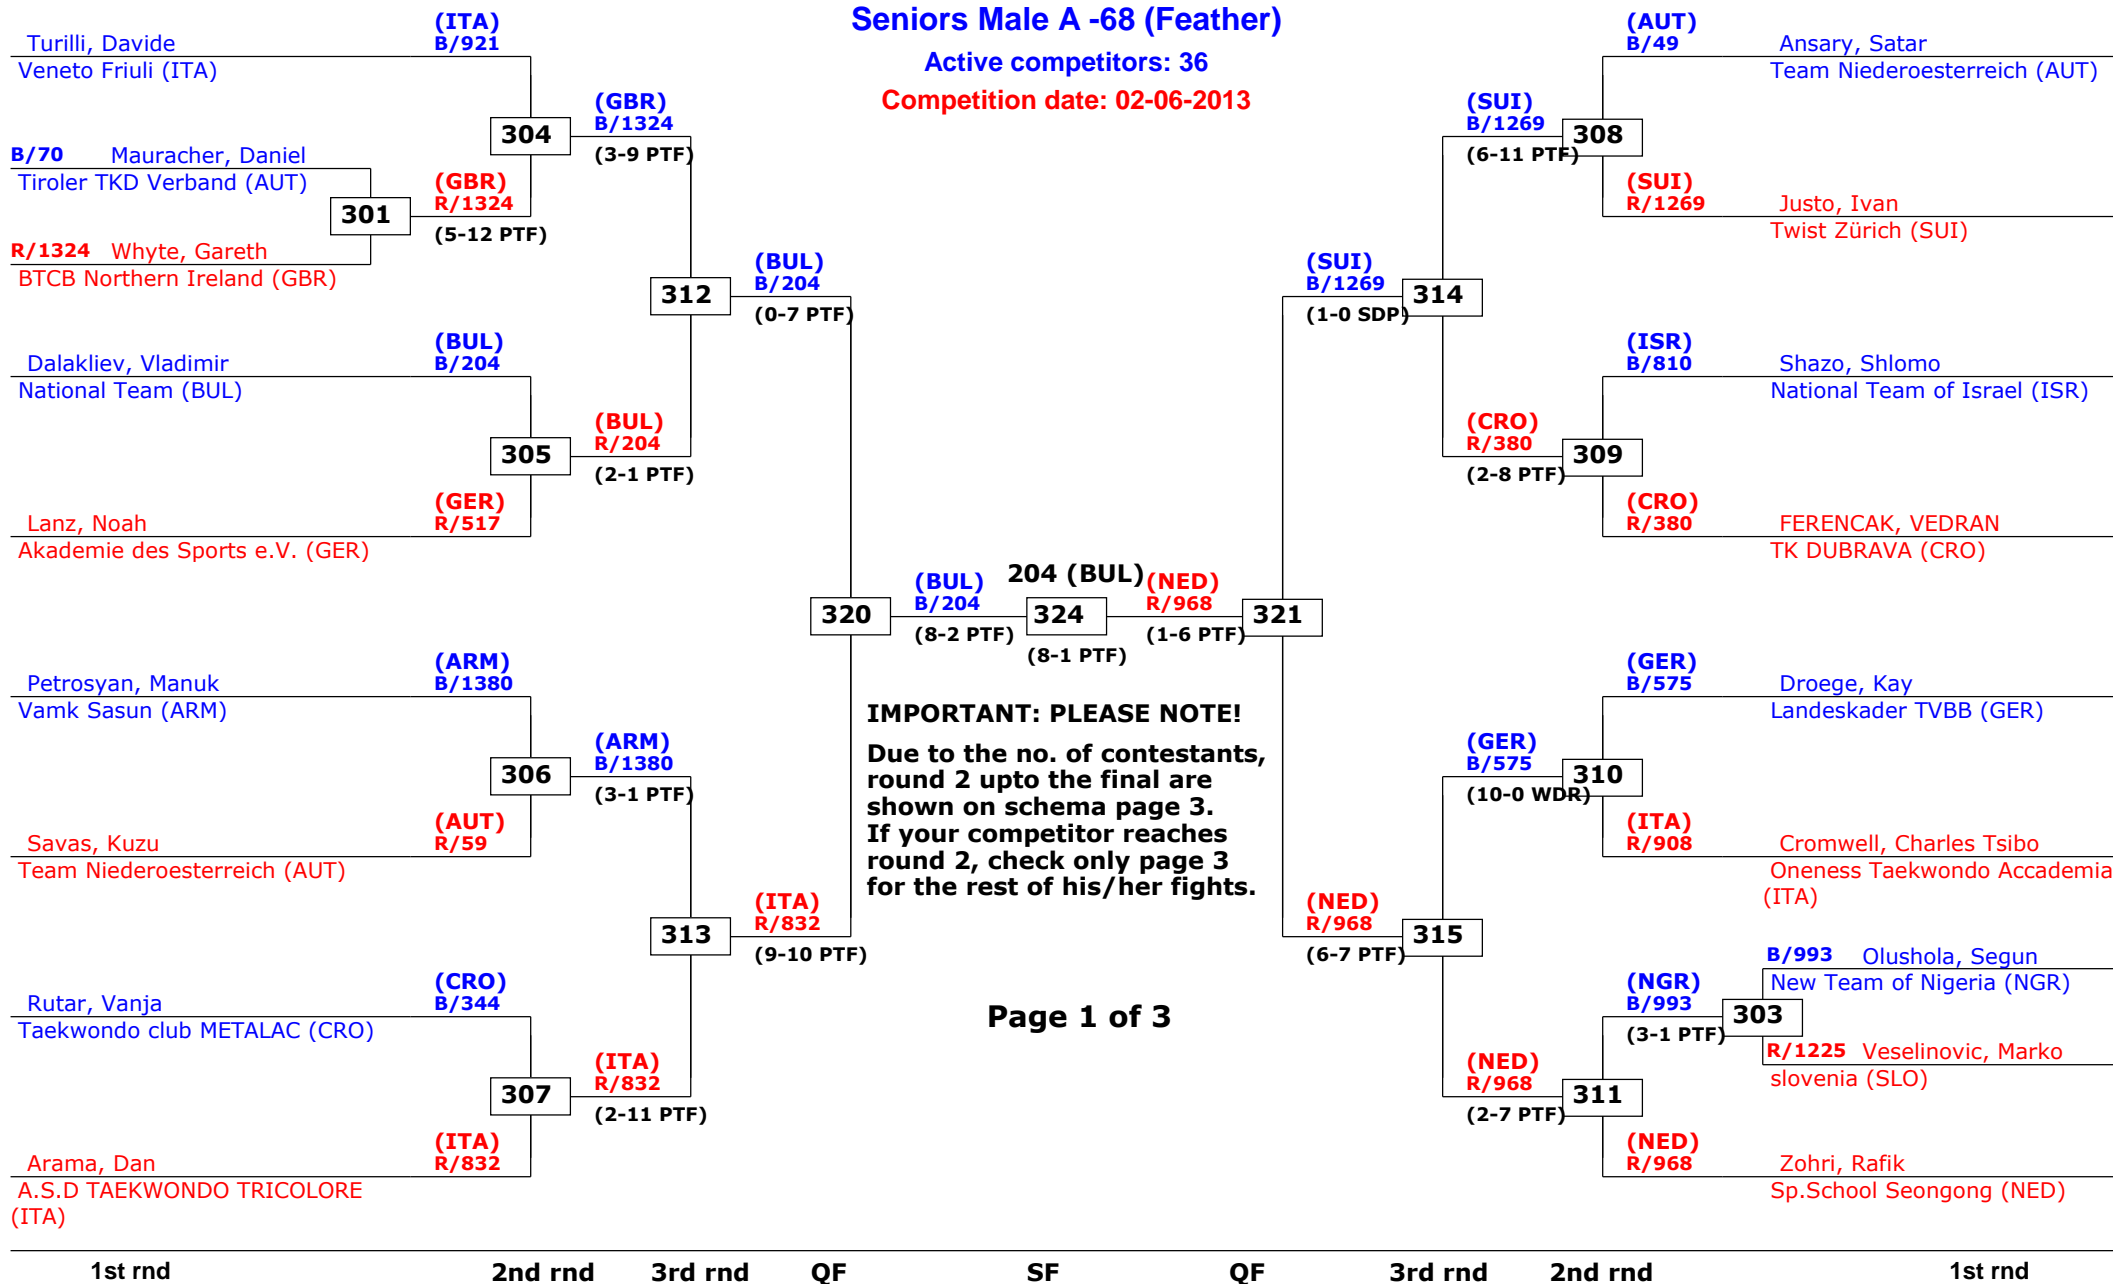 Seniors Male A -68 (Feather)
Active competitors: 36
Competition date: 02-06-2013
Turilli, Davide
Veneto Friuli (ITA)
(ITA)
B/921
B/70 Mauracher, Daniel
Tiroler TKD Verband (AUT)
301
R/1324 Whyte, Gareth
BTCB Northern Ireland (GBR)
(GBR)
R/1324
(5-12 PTF)
304
(GBR)
B/1324
(3-9 PTF)
Dalakliev, Vladimir
National Team (BUL)
(BUL)
B/204
305
Lanz, Noah
Akademie des Sports e.V. (GER)
(GER)
R/517
(BUL)
R/204
(2-1 PTF)
312
(BUL)
B/204
(0-7 PTF)
Petrosyan, Manuk
Vamk Sasun (ARM)
(ARM)
B/1380
306
Savas, Kuzu
Team Niederoesterreich (AUT)
(AUT)
R/59
(ARM)
B/1380
(3-1 PTF)
313
Rutar, Vanja
Taekwondo club METALAC (CRO)
(CRO)
B/344
307
Arama, Dan
A.S.D TAEKWONDO TRICOLORE
(ITA)
(ITA)
R/832
(ITA)
R/832
(2-11 PTF)
(ITA)
R/832
(9-10 PTF)
320
(BUL)
B/204
(8-2 PTF)
204 (BUL)
324
(8-1 PTF)
(NED)
R/968
(1-6 PTF)
321
IMPORTANT: PLEASE NOTE!
Due to the no. of contestants,
round 2 upto the final are
shown on schema page 3.
If your competitor reaches
round 2, check only page 3
for the rest of his/her fights.
Page 1 of 3
(SUI)
B/1269
(1-0 SDP)
314
(SUI)
B/1269
(6-11 PTF)
308
(AUT)
B/49
Ansary, Satar
Team Niederoesterreich (AUT)
(SUI)
R/1269
Justo, Ivan
Twist Zürich (SUI)
(CRO)
R/380
(2-8 PTF)
309
(ISR)
B/810
Shazo, Shlomo
National Team of Israel (ISR)
(CRO)
R/380
FERENCAK, VEDRAN
TK DUBRAVA (CRO)
(NED)
R/968
(6-7 PTF)
315
(GER)
B/575
(10-0 WDR)
310
(GER)
B/575
Droege, Kay
Landeskader TVBB (GER)
(ITA)
R/908
Cromwell, Charles Tsibo
Oneness Taekwondo Accademia
(ITA)
(NED)
R/968
(2-7 PTF)
311
(NGR)
B/993
(3-1 PTF)
303
B/993 Olushola, Segun
New Team of Nigeria (NGR)
R/1225 Veselinovic, Marko
slovenia (SLO)
(NED)
R/968
Zohri, Rafik
Sp.School Seongong (NED)
1st rnd 2nd rnd 3rd rnd QF SF QF 3rd rnd 2nd rnd 1st rnd